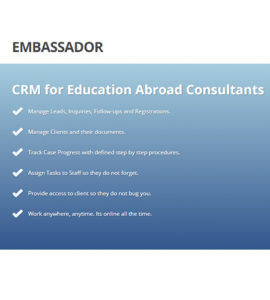 EMBASSADOR
CRM for Education Abroad Consultants
Manage Leads, Inquiries, Follow-ups and Registrations.
Manage Clients and their documents.
Track Case Progress with defined step by step procedures.
Assign Tasks to Staff so they do not forget.
Provide access to client so they do not bug you.
Work anywhere, anytime. Its online all the time.